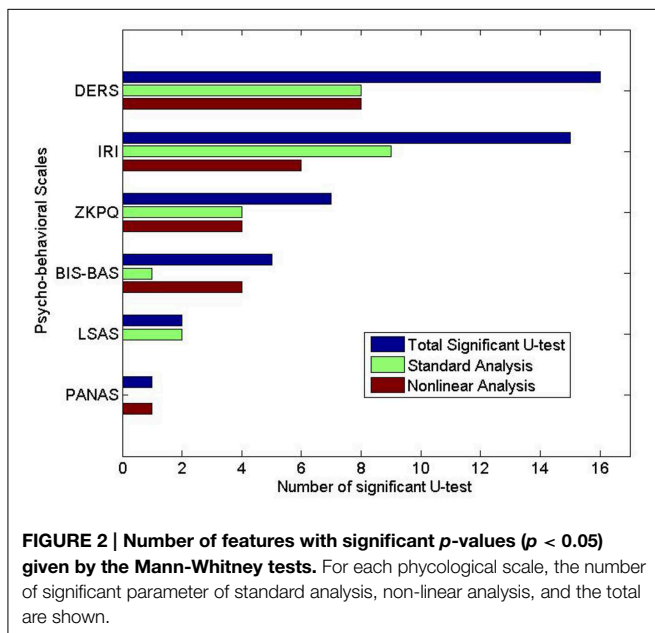 DERS
IRI
ZKPQ
BIS-BAS
LSAS
PANAS
Psycho-behavioral Scales
Total Significant U-test
Standard Analysis
Nonlinear Analysis
0 2 4 6 8 10 12 14 16
Number of significant U-test
FIGURE 2 | Number of features with significant p-values (p < 0.05)
given by the Mann-Whitney tests. For each phycological scale, the number
of significant parameter of standard analysis, non-linear analysis, and the total
are shown.